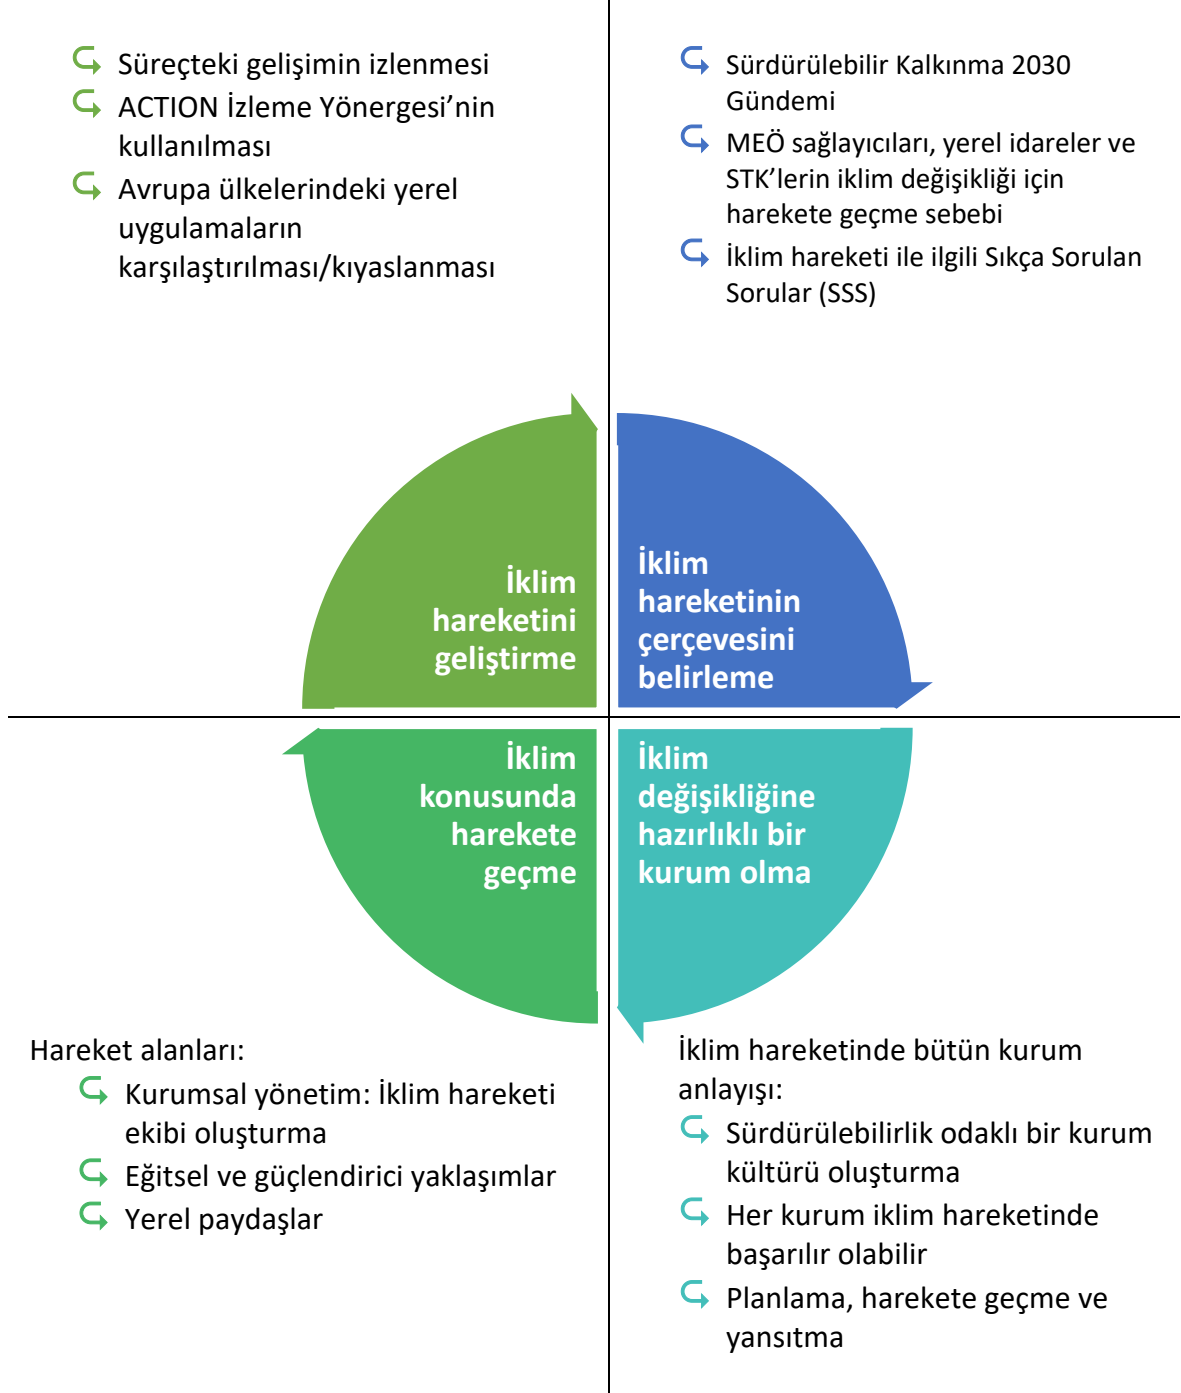 Süreçteki gelişimin izlenmesi
ACTION İzleme Yönergesi’nin
kullanılması
Avrupa ülkelerindeki yerel
uygulamaların
karşılaştırılması/kıyaslanması
Sürdürülebilir Kalkınma 2030
Gündemi
MEÖ sağlayıcıları, yerel idareler ve
STK’lerin iklim değişikliği için
harekete geçme sebebi
İklim hareketi ile ilgili Sıkça Sorulan
Sorular (SSS)
İklim
hareketini
geliştirme
İklim
hareketinin
çerçevesini
belirleme
İklim
konusunda
harekete
geçme
İklim
değişikliğine
hazırlıklı bir
kurum olma
Hareket alanları:
Kurumsal yönetim: İklim hareketi
ekibi oluşturma
Eğitsel ve güçlendirici yaklaşımlar
Yerel paydaşlar
İklim hareketinde bütün kurum
anlayışı:
Sürdürülebilirlik odaklı bir kurum
kültürü oluşturma
Her kurum iklim hareketinde
başarılır olabilir
Planlama, harekete geçme ve
yansıtma